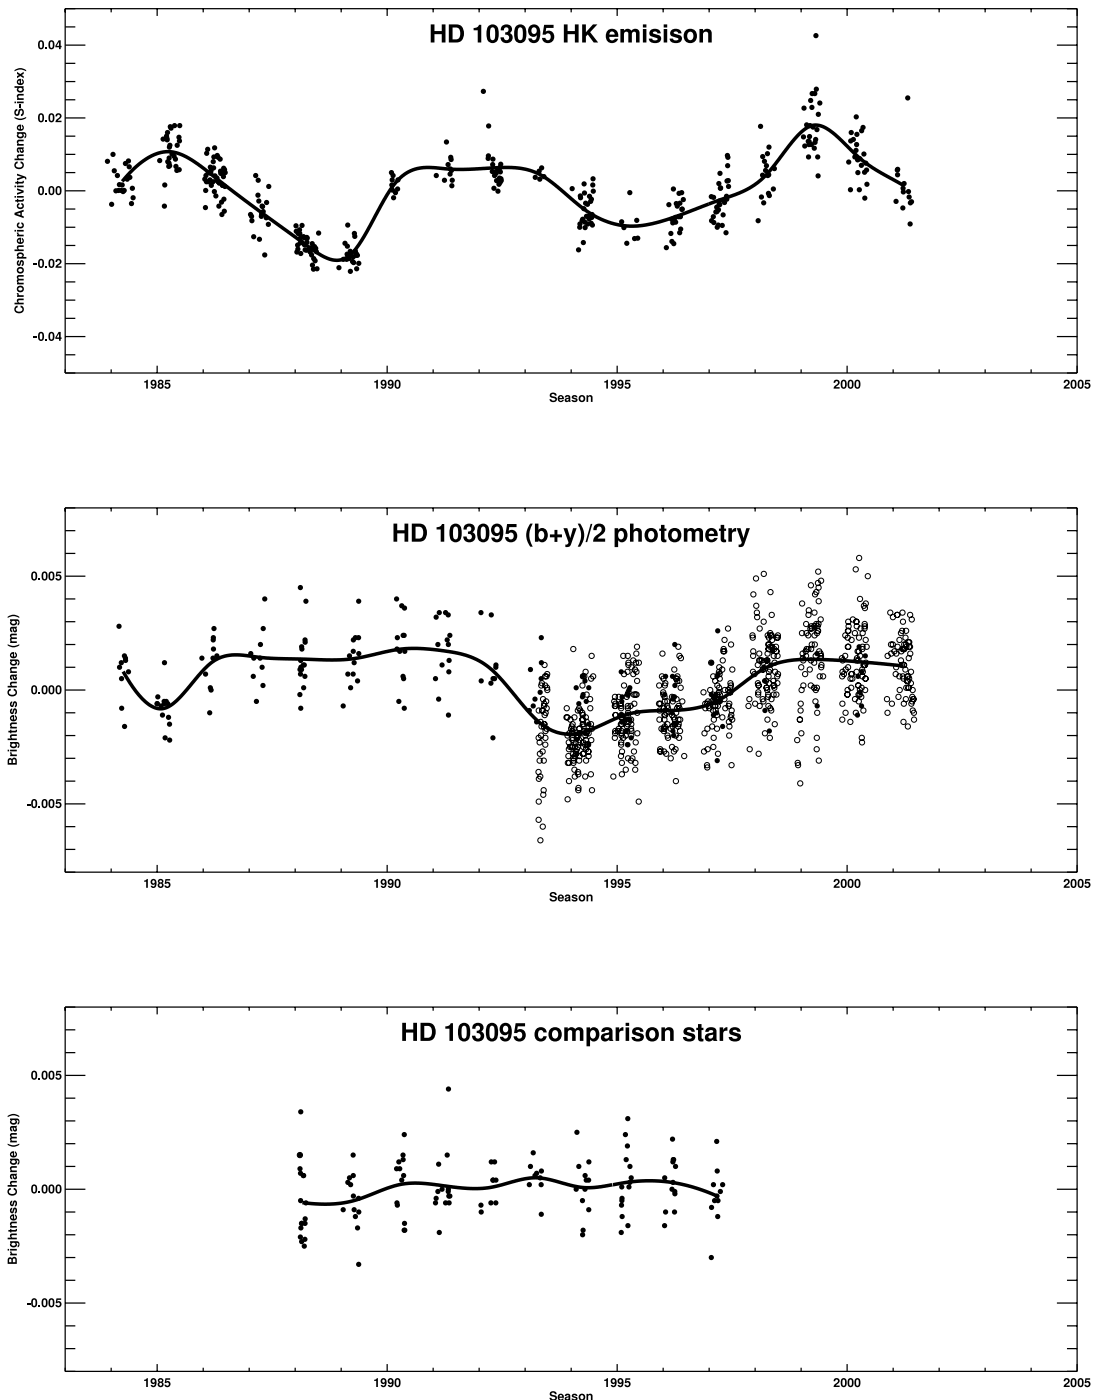 HD 103095 HK emisison
Chromospheric Activity Change (S-index)
0.04
0.02
0.00
-0.02
-0.04
1985 1990 1995 2000 2005
Season
HD 103095 (b+y)/2 photometry
Brightness Change (mag)
0.005
0.000
-0.005
1985 1990 1995 2000 2005
Season
HD 103095 comparison stars
Brightness Change (mag)
0.005
0.000
-0.005
1985 1990 1995 2000 2005
Season